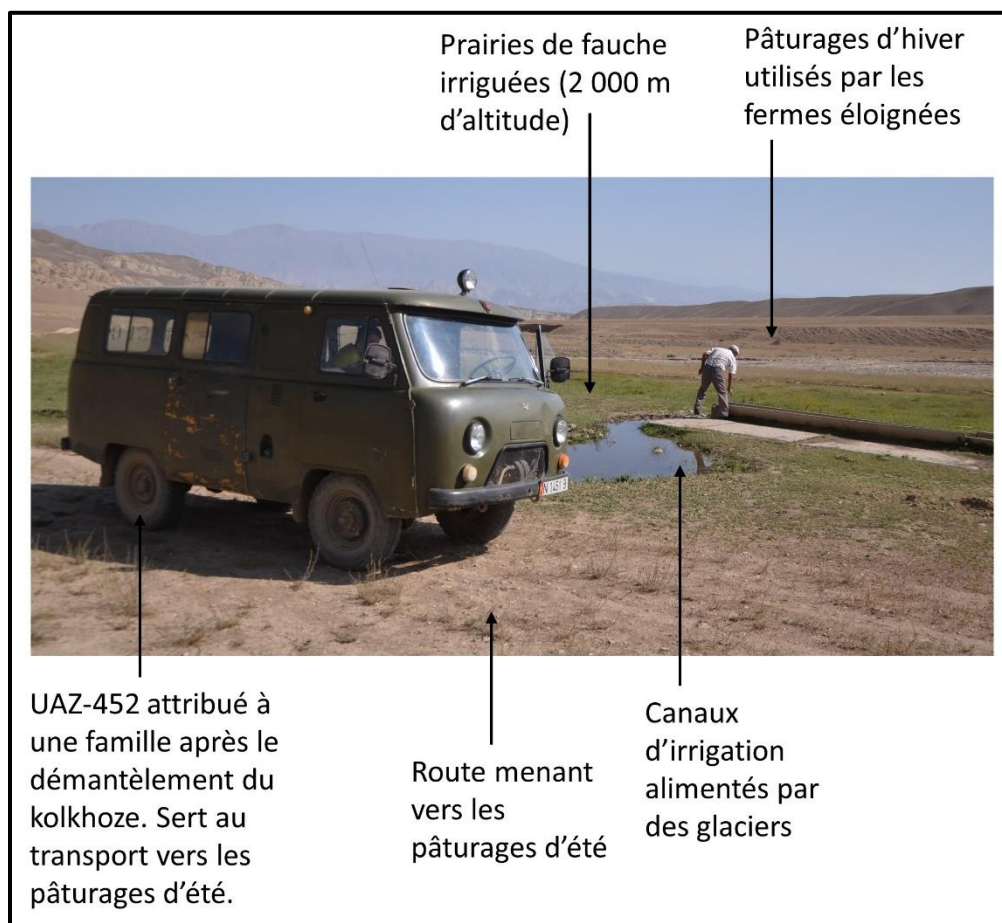 Prairies de fauche
irriguées (2 000 m
d’altitude)
Pâturages d’hiver
utilisés par les
fermes éloignées
N 1451 B
UAZ-452 attribué à
une famille après le
démantèlement du
kolkhoze. Sert au
transport vers les
pâturages d’été.
Route menant
vers les
pâturages d’été
Canaux
d’irrigation
alimentés par
des glaciers